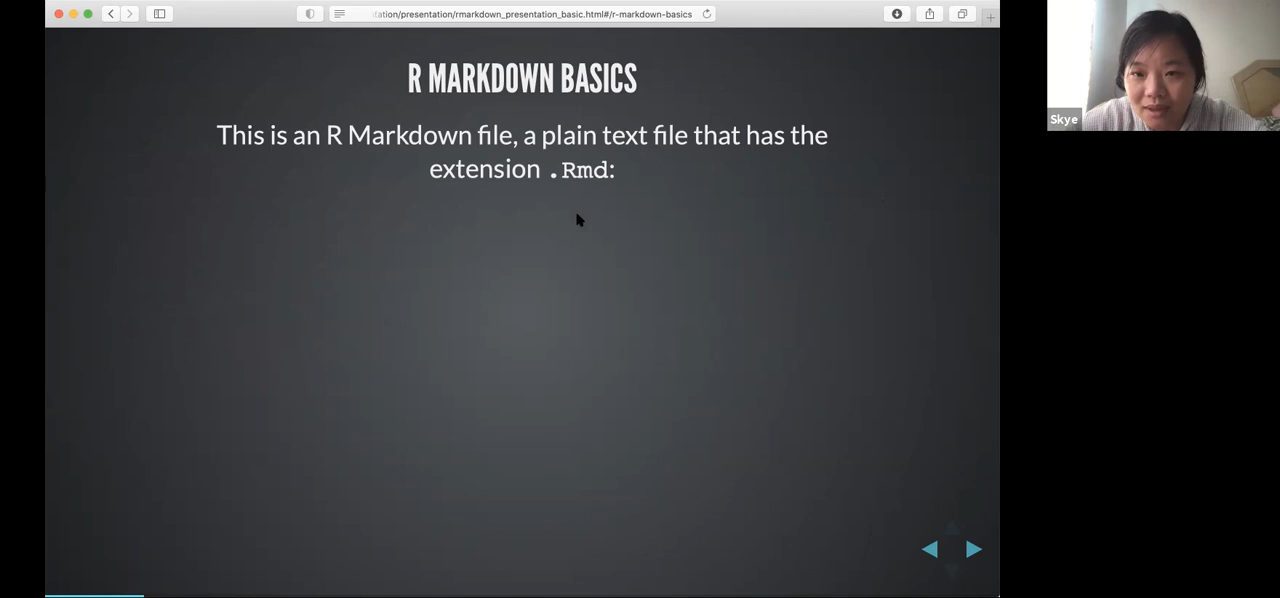 ation/presentation/rmarkdown_presentation_basic.html#/r-markdown-basics
R MARKDOWN BASICS
This is an R Markdown file, a plain text file that has the
extension .Rmd:
Skye